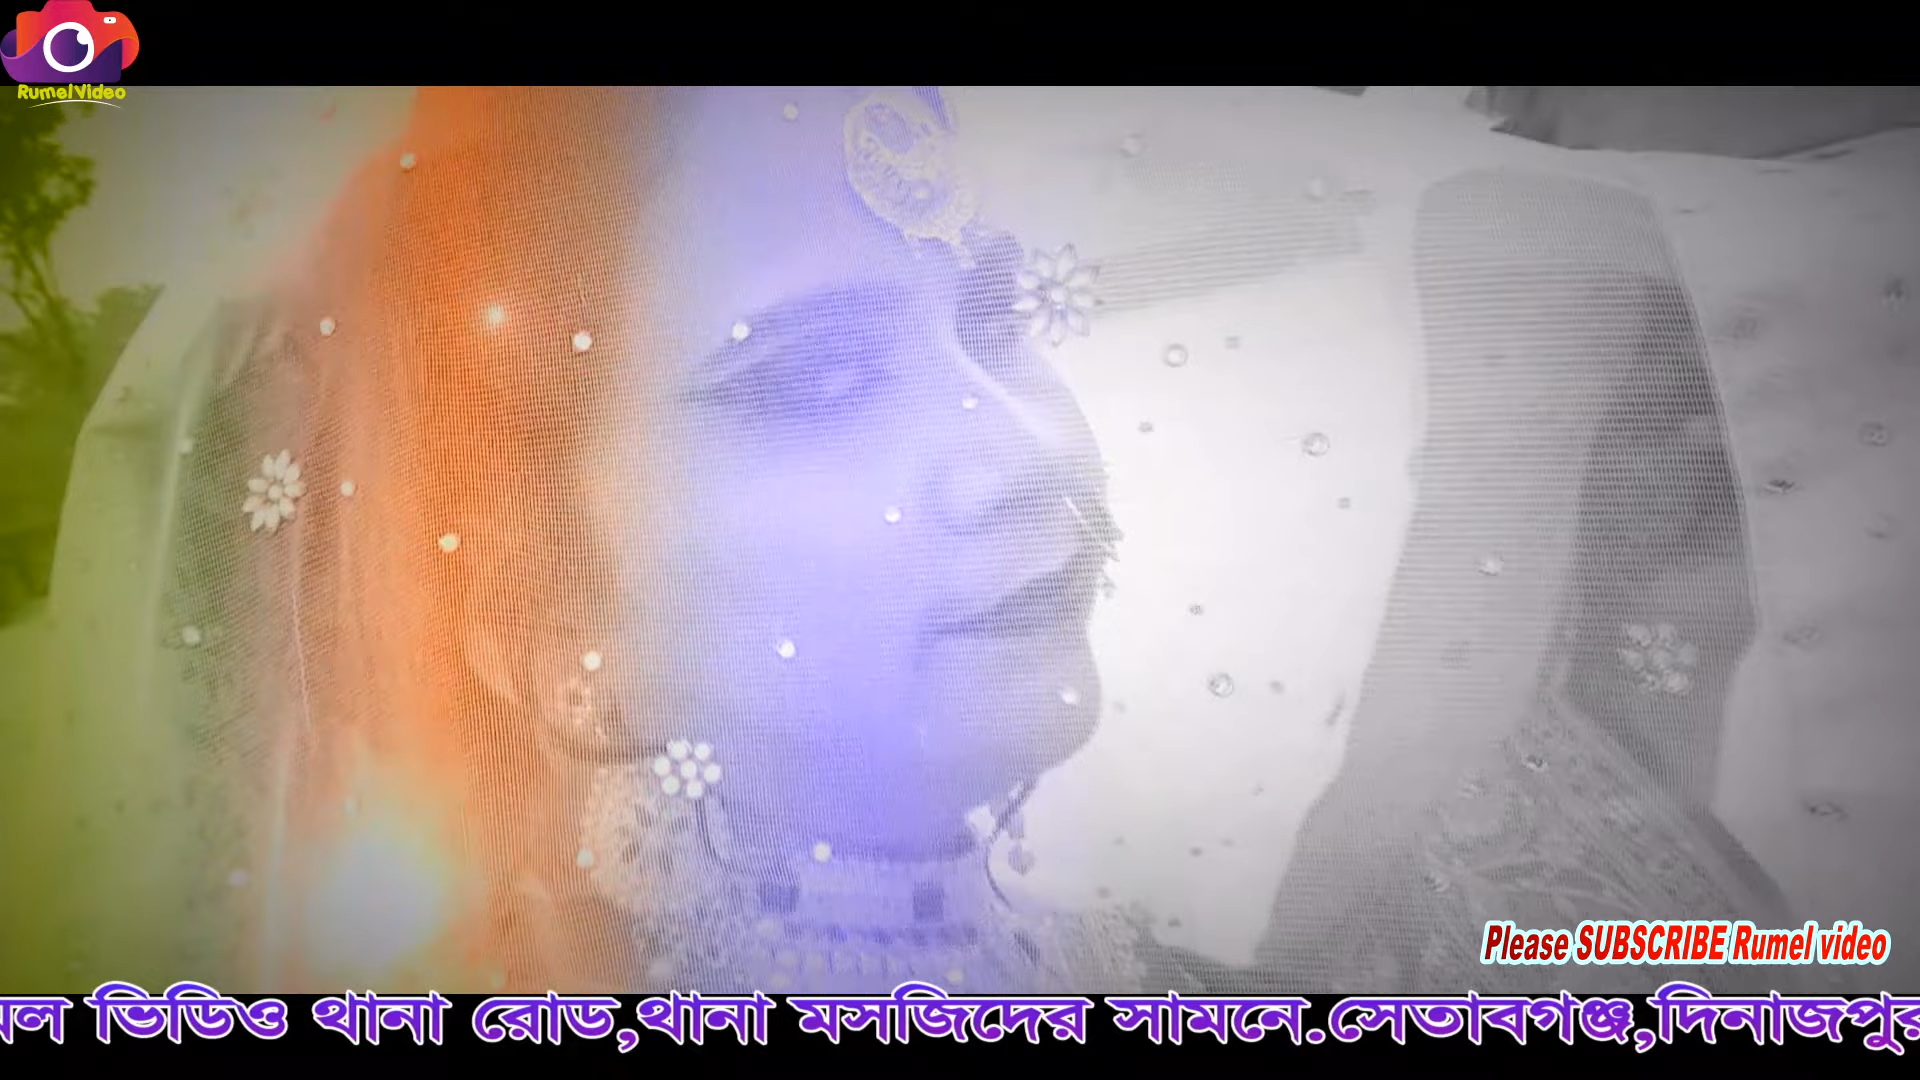 RumelVideo
Please SUBSCRIBE Rumel video
ভিডিও থানা রোড,থানা মসজিদের সামনে.সেতাবগঞ্জ,দিনাজপুর